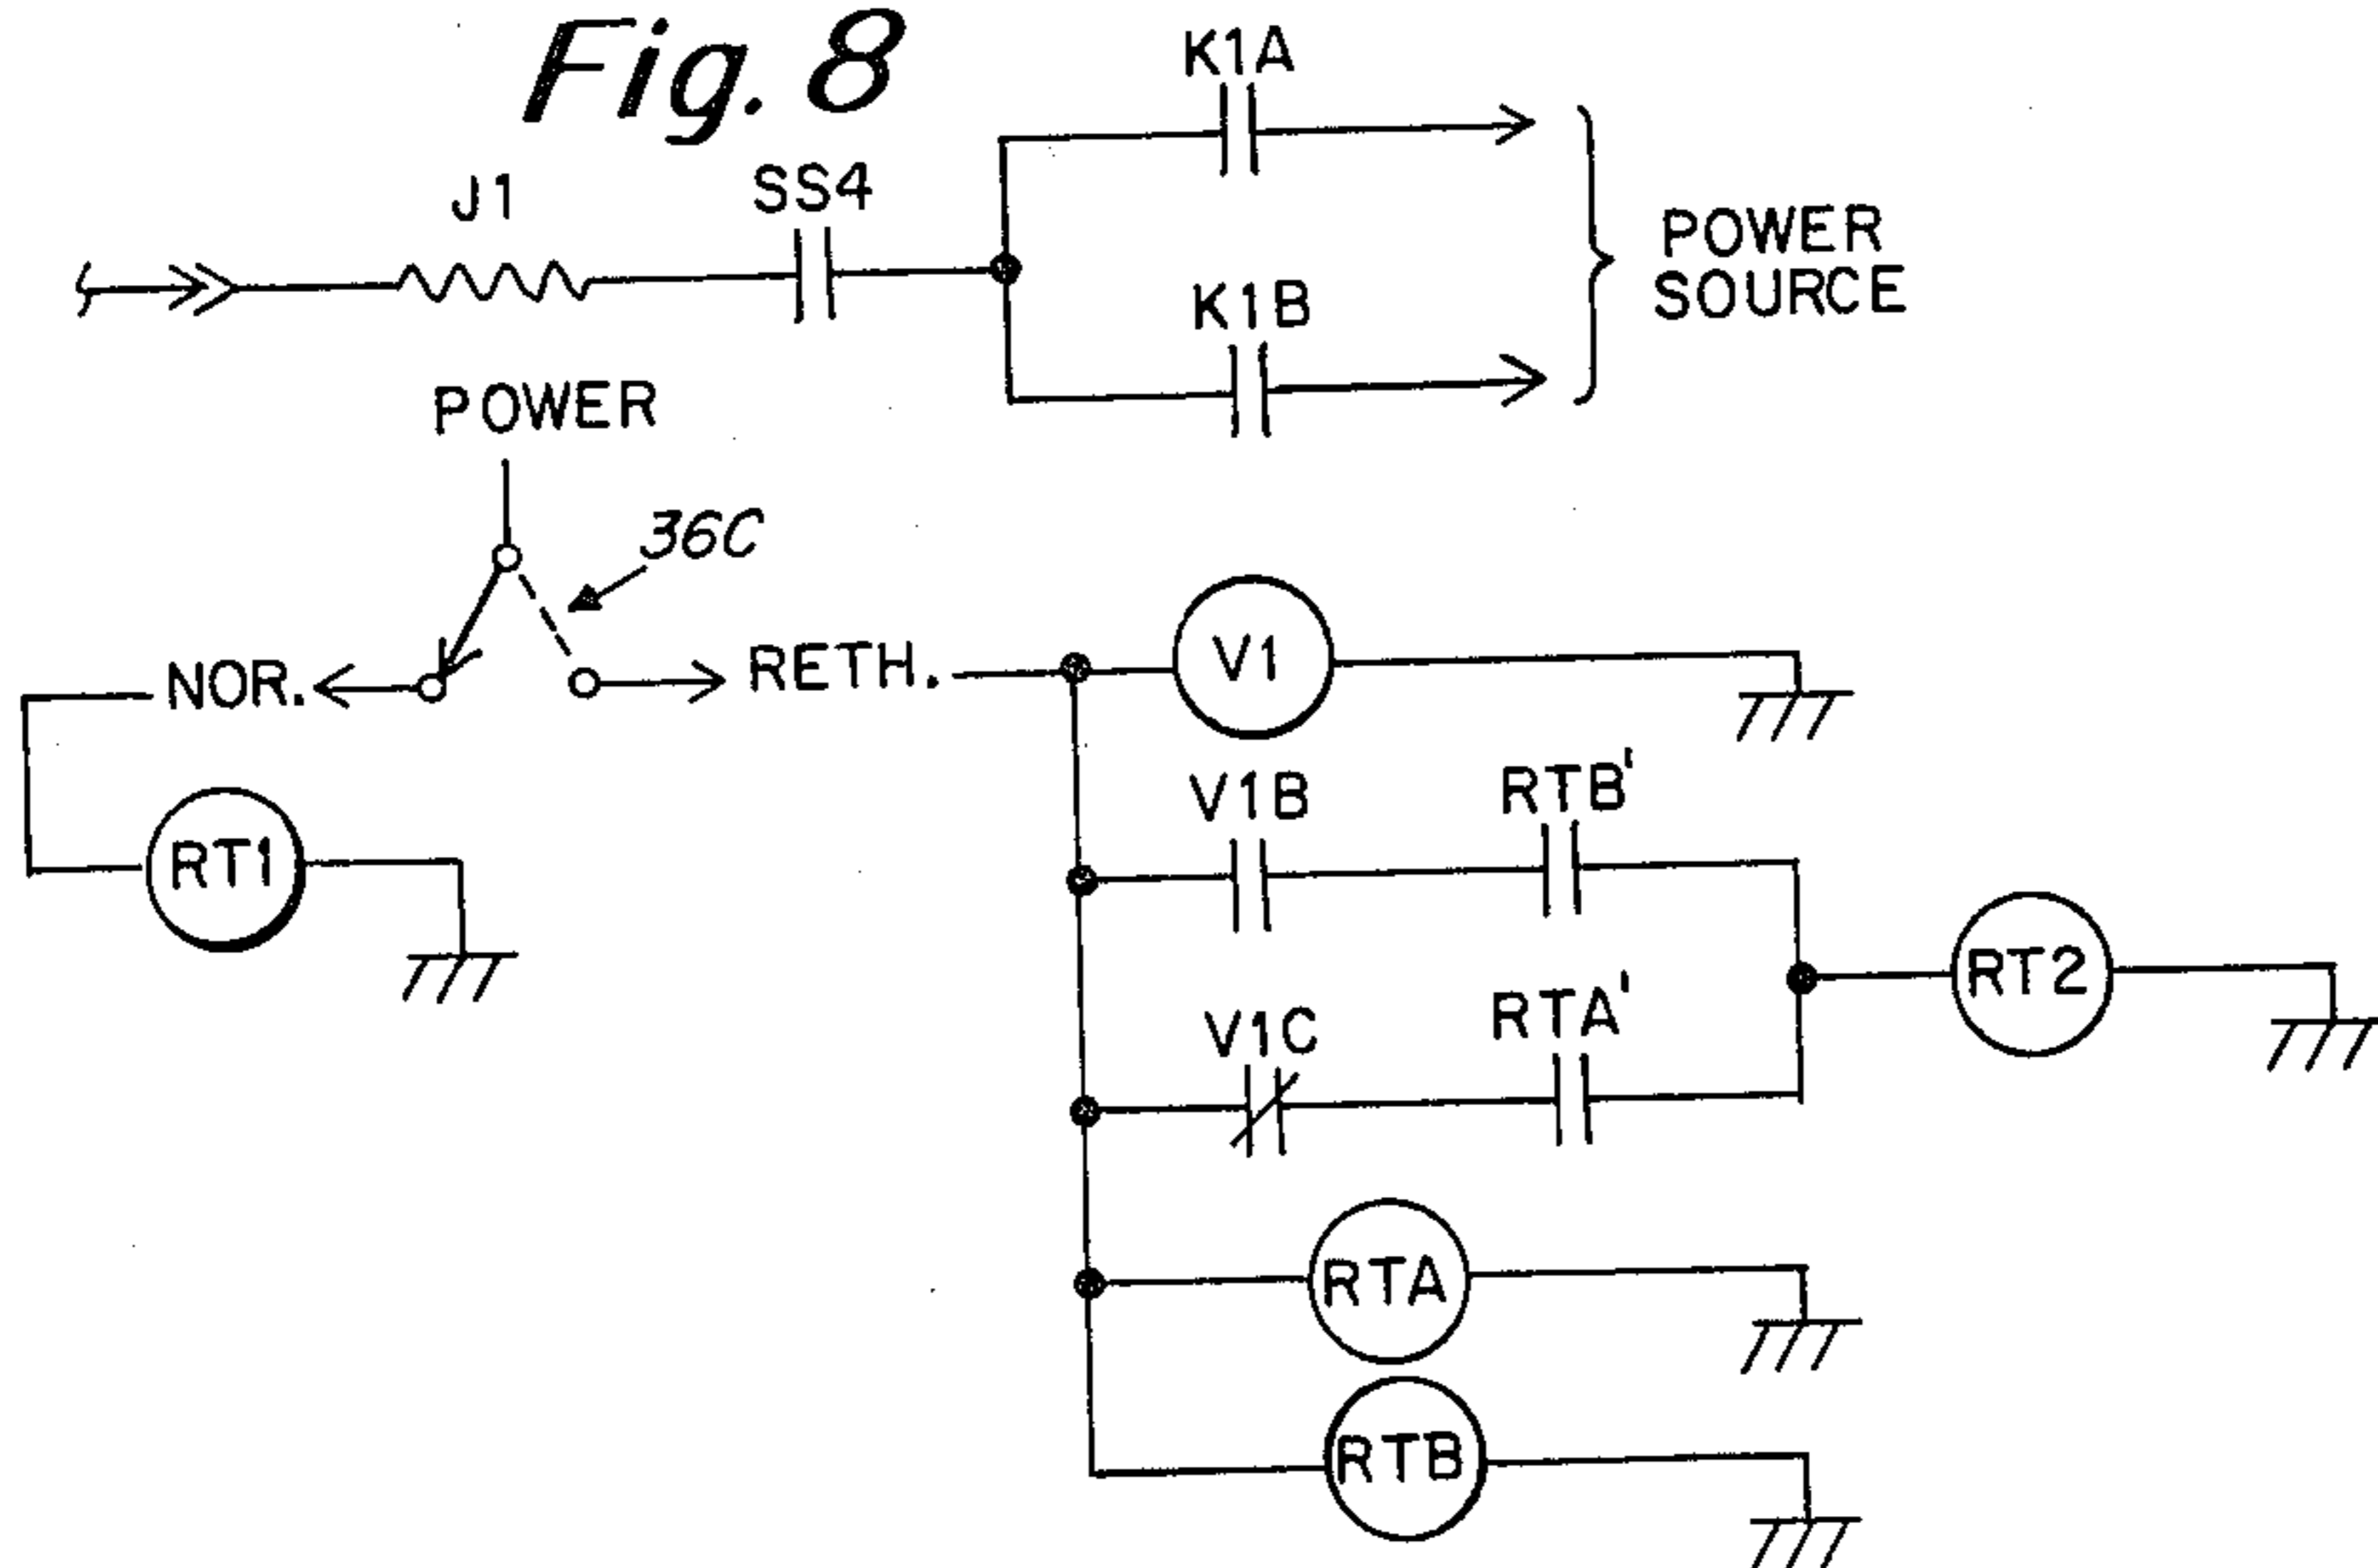 Fig. 8
K1A
J1
SS4
POWER
SOURCE
K1B
POWER
36C
NOR.
RETH.
V1
V1B
RTB'
RT1
RT2
V1C
RTA'
RTA
RTB